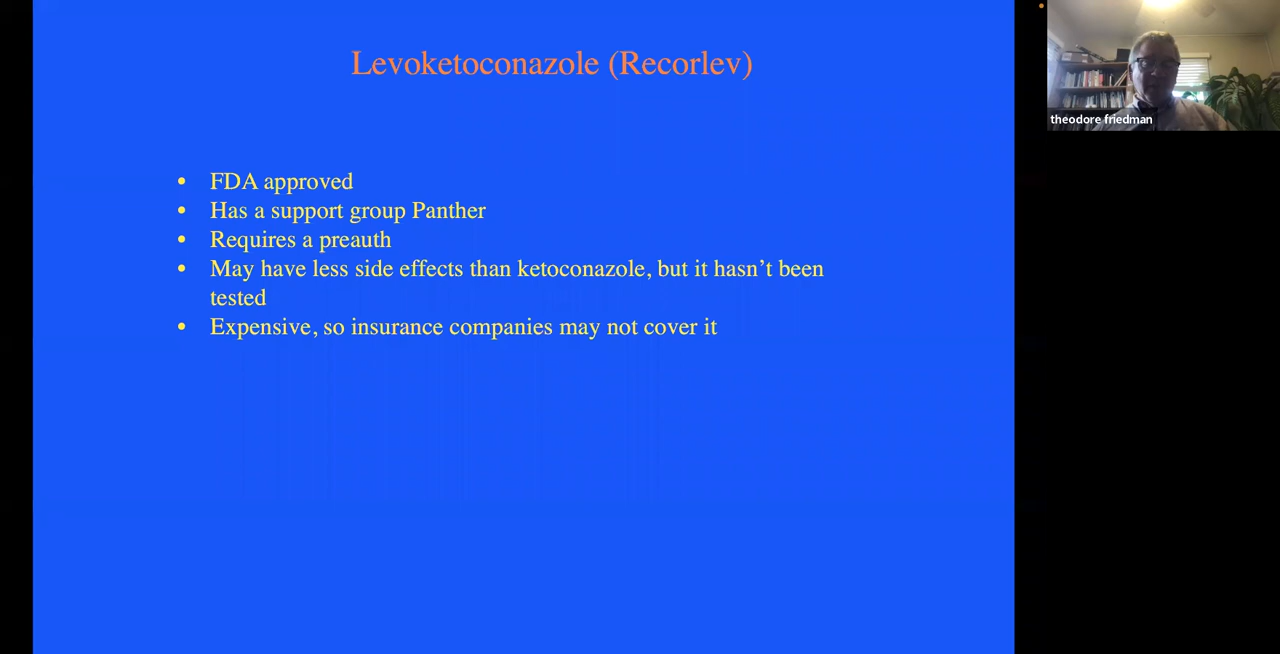 Levoketoconazole (Recorlev)
• FDA approved
• Has a support group Panther
• Requires a preauth
• May have less side effects than ketoconazole, but it hasn’t been
tested
• Expensive, so insurance companies may not cover it
theodore friedman